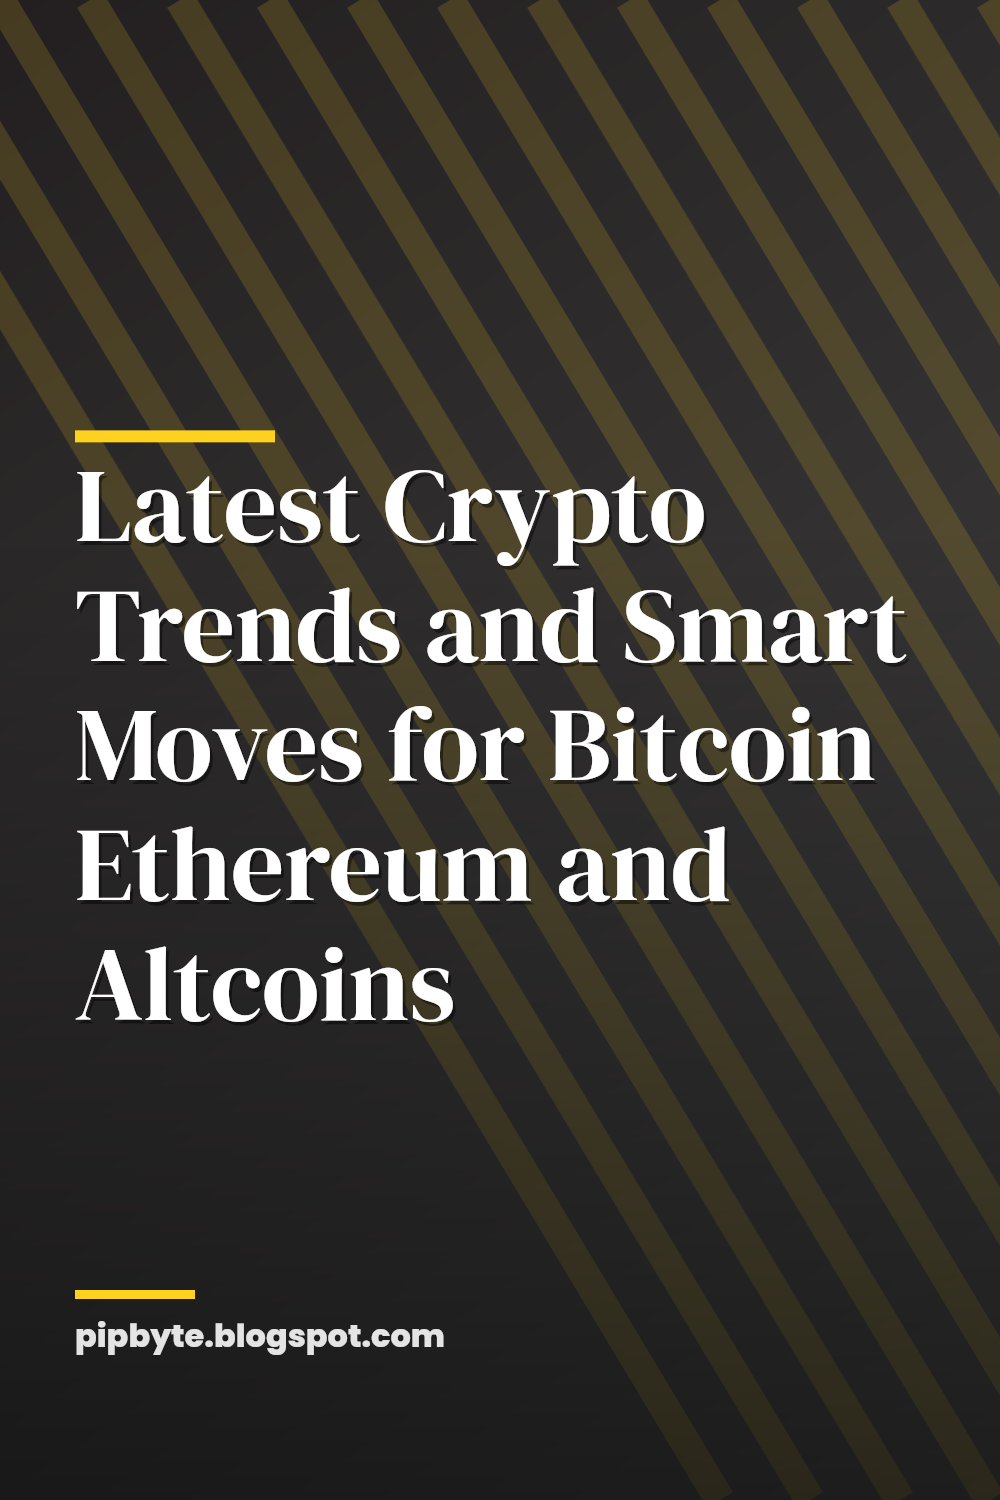 Latest Crypto
Trends and Smart
Moves for Bitcoin
Ethereum and
Altcoins
pipbyte.blogspot.com